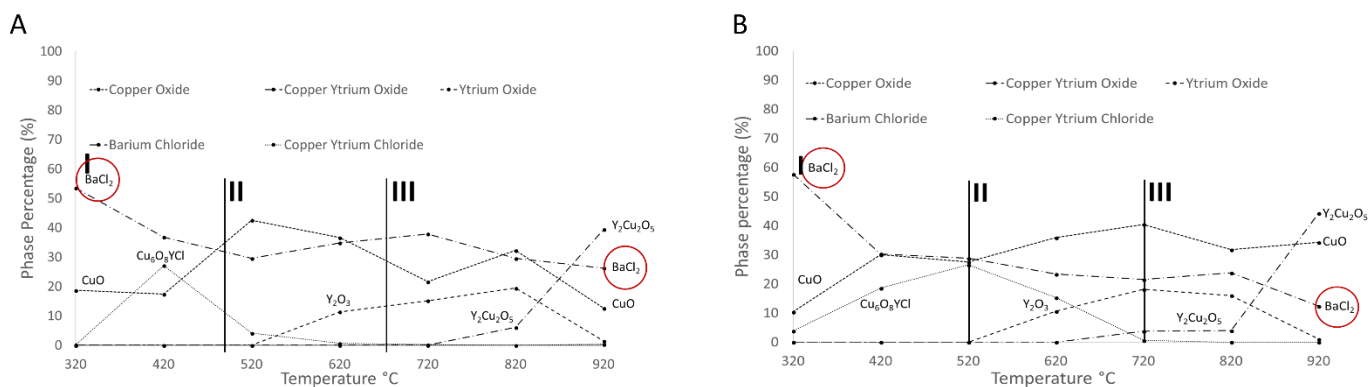 A
Phase Percentage (%)
100
90
80
70
60
50
40
30
20
10
0
Copper Oxide
Copper Ytrium Oxide
Ytrium Oxide
Barium Chloride
Copper Ytrium Chloride
I
II
III
BaCl₂
CuO
Cu₆O₈YCl
Y₂O₃
Y₂Cu₂O₅
Y₂Cu₂O₅
BaCl₂
CuO
320 420 520 620 720 820 920
Temperature °C
B
Phase percentage (%)
100
90
80
70
60
50
40
30
20
10
0
Copper Oxide
Copper Ytrium Oxide
Ytrium Oxide
Barium Chloride
Copper Ytrium Chloride
I
II
III
BaCl₂
CuO
Cu₆O₈YCl
Y₂O₃
Y₂Cu₂O₅
Y₂Cu₂O₅
CuO
BaCl₂
320 420 520 620 720 820 920
Temperature °C